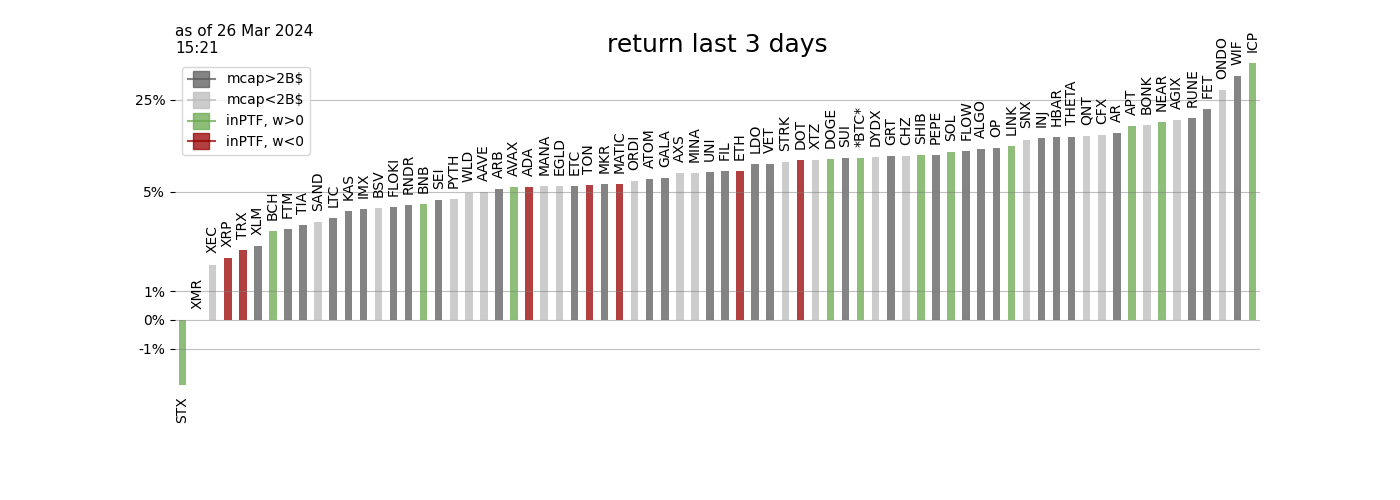 as of 26 Mar 2024
15:21
return last 3 days
mcap>2B$
mcap<2B$
inPTF, w>0
inPTF, w<0
25%
5%
1%
0%
-1%
STX
XMR
XEC
XRP
TRX
XLM
BCH
FTM
TIA
SAND
LTC
KAS
IMX
BSV
FLOKI
RNDR
BNB
SEI
PYTH
WLD
AAVE
ARB
AVAX
ADA
MANA
EGLD
ETC
TON
MKR
MATIC
ORDI
ATOM
GALA
AXS
MINA
UNI
FIL
ETH
LDO
VET
STRK
DOT
XTZ
DOGE
SUI
*BTC*
DYDX
GRT
CHZ
SHIB
PEPE
SOL
FLOW
ALGO
OP
LINK
SNX
INJ
HBAR
THETA
QNT
CFX
AR
APT
BONK
NEAR
AGIX
RUNE
FET
ONDO
WIF
ICP